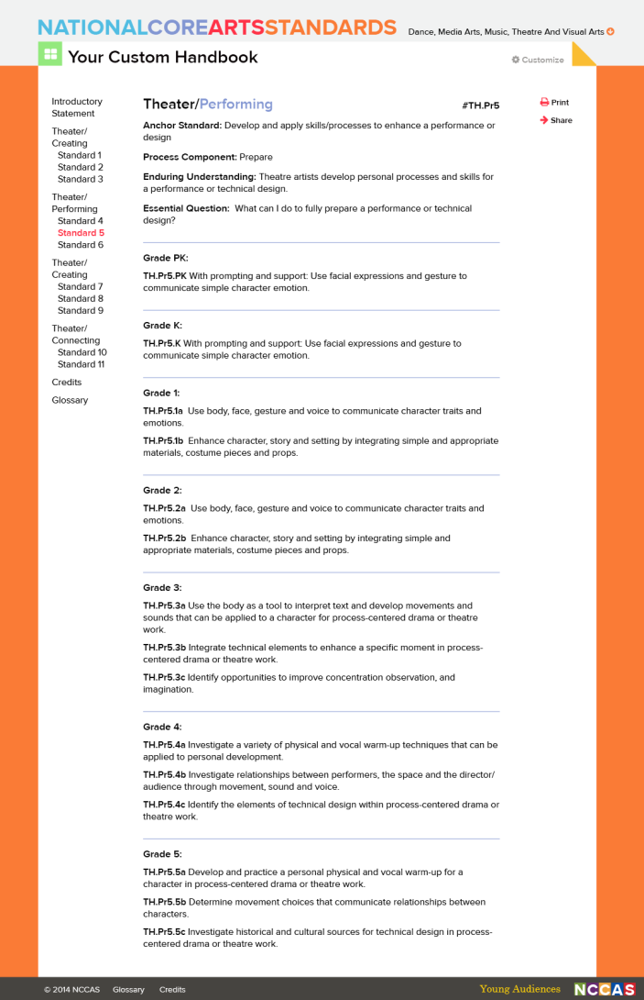 NATIONALCOREARTSSTANDARDS
Dance, Media Arts, Music, Theatre And Visual Arts
Your Custom Handbook
Customize
Introductory
Statement
Theater/
Creating
Standard 1
Standard 2
Standard 3
Theater/
Performing
Standard 4
Standard 5
Standard 6
Theater/
Creating
Standard 7
Standard 8
Standard 9
Theater/
Connecting
Standard 10
Standard 11
Credits
Glossary
Theater/Performing #TH.Pr5
Anchor Standard: Develop and apply skills/processes to enhance a performance or
design
Process Component: Prepare
Enduring Understanding: Theatre artists develop personal processes and skills for
a performance or technical design.
Essential Question: What can I do to fully prepare a performance or technical
design?
Grade PK:
TH.Pr5.PK With prompting and support: Use facial expressions and gesture to
communicate simple character emotion.
Grade K:
TH.Pr5.K With prompting and support: Use facial expressions and gesture to
communicate simple character emotion.
Grade 1:
TH.Pr5.1a Use body, face, gesture and voice to communicate character traits and
emotions.
TH.Pr5.1b Enhance character, story and setting by integrating simple and appropriate
materials, costume pieces and props.
Grade 2:
TH.Pr5.2a Use body, face, gesture and voice to communicate character traits and
emotions.
TH.Pr5.2b Enhance character, story and setting by integrating simple and
appropriate materials, costume pieces and props.
Grade 3:
TH.Pr5.3a Use the body as a tool to interpret text and develop movements and
sounds that can be applied to a character for process-centered drama or theatre
work.
TH.Pr5.3b Integrate technical elements to enhance a specific moment in process-
centered drama or theatre work.
TH.Pr5.3c Identify opportunities to improve concentration observation, and
imagination.
Grade 4:
TH.Pr5.4a Investigate a variety of physical and vocal warm-up techniques that can be
applied to personal development.
TH.Pr5.4b Investigate relationships between performers, the space and the director/
audience through movement, sound and voice.
TH.Pr5.4c Identify the elements of technical design within process-centered drama or
theatre work.
Grade 5:
TH.Pr5.5a Develop and practice a personal physical and vocal warm-up for a
character in process-centered drama or theatre work.
TH.Pr5.5b Determine movement choices that communicate relationships between
characters.
TH.Pr5.5c Investigate historical and cultural sources for technical design in process-
centered drama or theatre work.
Print
Share
© 2014 NCCAS Glossary Credits
Young Audiences NCCAS